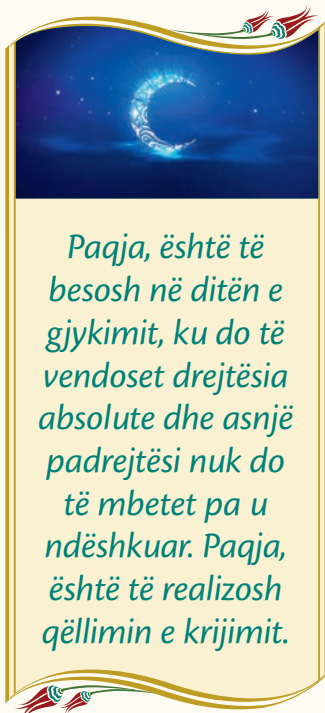 Paqja, është të
besosh në ditën e
gjykimit, ku do të
vendoset drejtësia
absolute dhe asnjë
padrejtësi nuk do
të mbetet pa u
ndëshkuar. Paqja,
është të realizosh
qëllimin e krijimit.